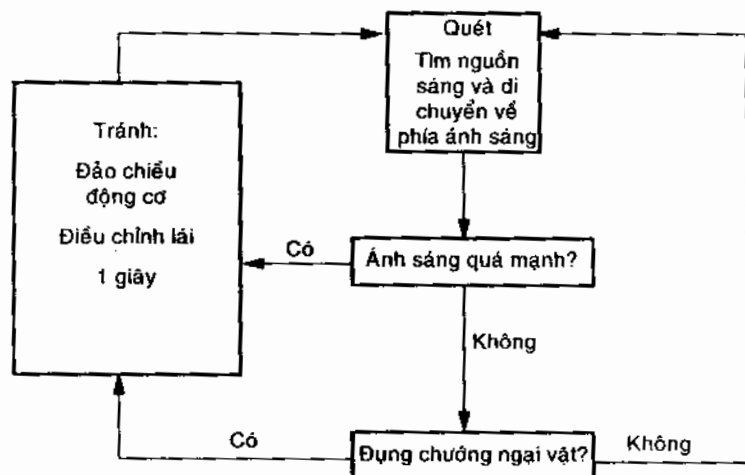 Quét
Tìm nguồn
sáng và di
chuyển về
phía ánh sáng
Tránh:
Đảo chiều
động cơ
Điều chỉnh lái
1 giây
Có
Ánh sáng quá mạnh?
Không
Có
Đụng chướng ngại vật?
Không